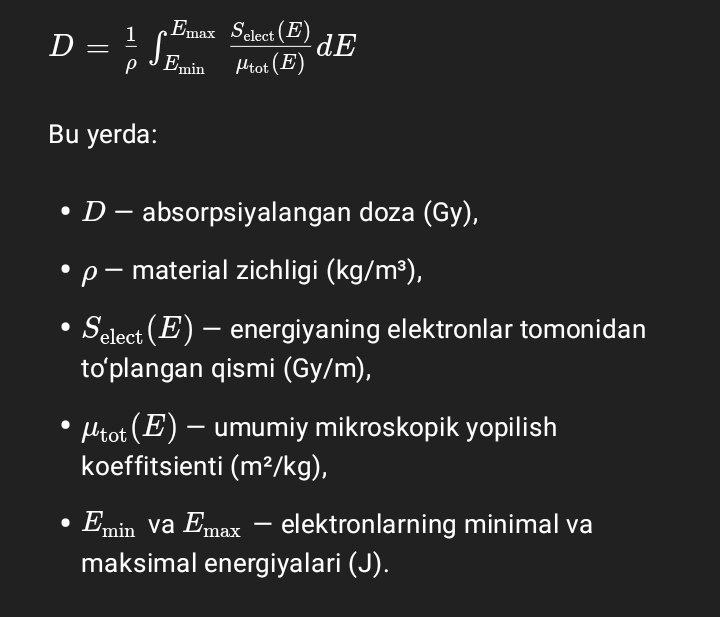 D = \frac{1}{\rho} \int_{E_{\min}}^{E_{\max}} \frac{S_{\text{elect}}(E)}{\mu_{\text{tot}}(E)} dE
Bu yerda:
• D – absorpsiyalangan doza (Gy),
• ρ – material zichligi (kg/m³),
• S_{\text{elect}}(E) – energiyaning elektronlar tomonidan
to‘plangan qismi (Gy/m),
• μ_{\text{tot}}(E) – umumiy mikroskopik yopilish
koeffitsienti (m²/kg),
• E_{\min} va E_{\max} – elektronlarning minimal va
maksimal energiyalari (J).